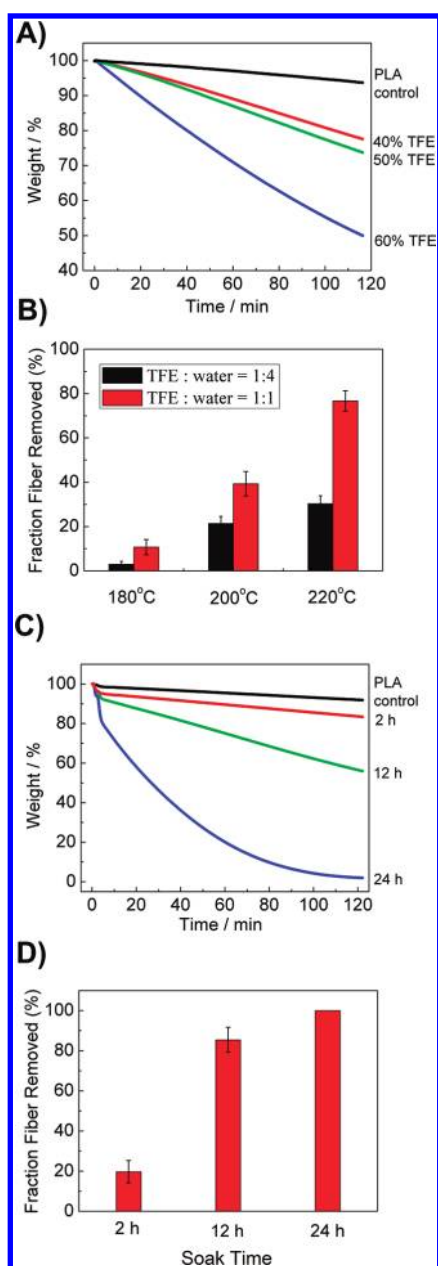 A)
100
90
80
70
60
50
40
Weight / %
0 20 40 60 80 100 120
Time / min
PLA
control
40% TFE
50% TFE
60% TFE
B)
100
80
60
40
20
0
Fraction Fiber Removed (%)
TFE : water = 1:4
TFE : water = 1:1
180°C 200°C 220°C
C)
100
80
60
40
20
0
Weight / %
0 20 40 60 80 100 120
Time / min
PLA
control
2 h
12 h
24 h
D)
100
80
60
40
20
0
Fraction Fiber Removed (%)
2 h 12 h 24 h
Soak Time